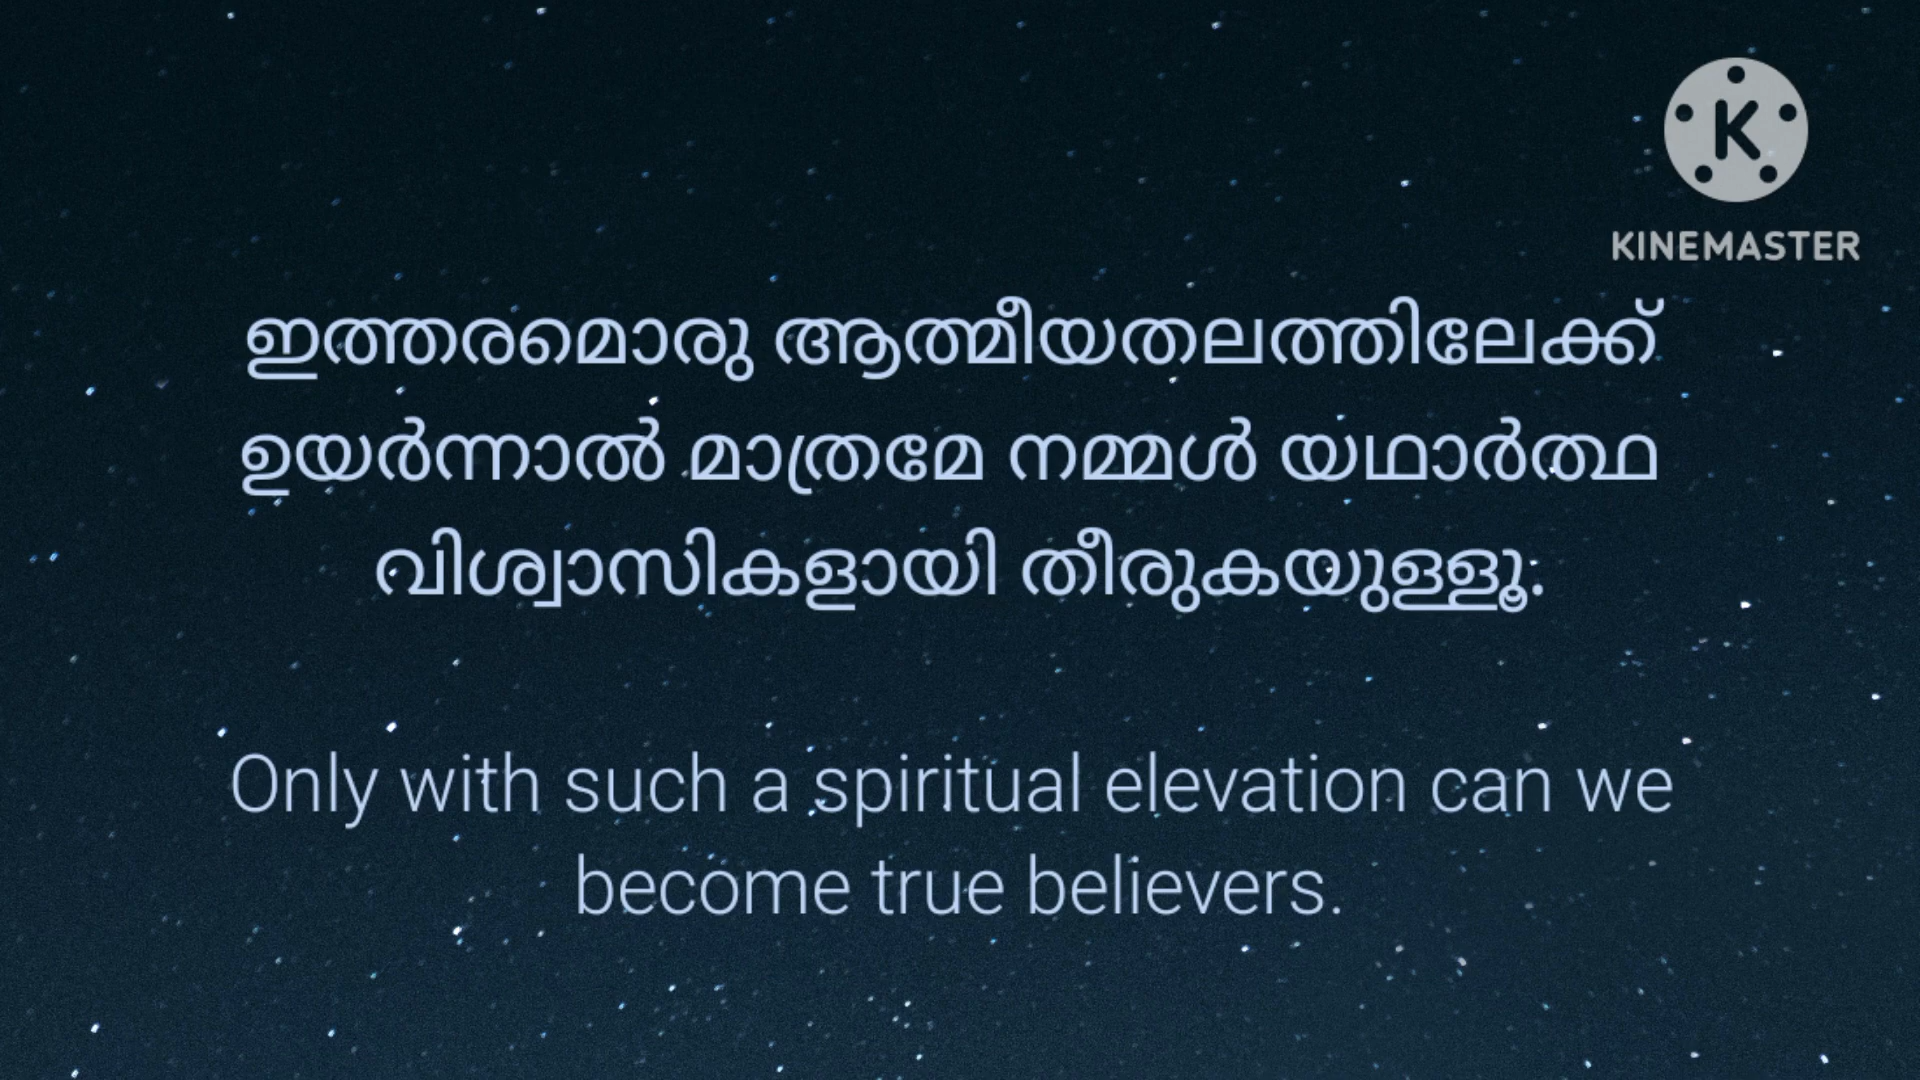 K
KINEMASTER
ഇത്തരമൊരു ആത്മീയതലത്തിലേക്ക്
ഉയർന്നാൽ മാത്രമേ നമ്മൾ യഥാർത്ഥ
വിശ്വാസികളായി തീരുകയുള്ളൂ.
Only with such a spiritual elevation can we
become true believers.